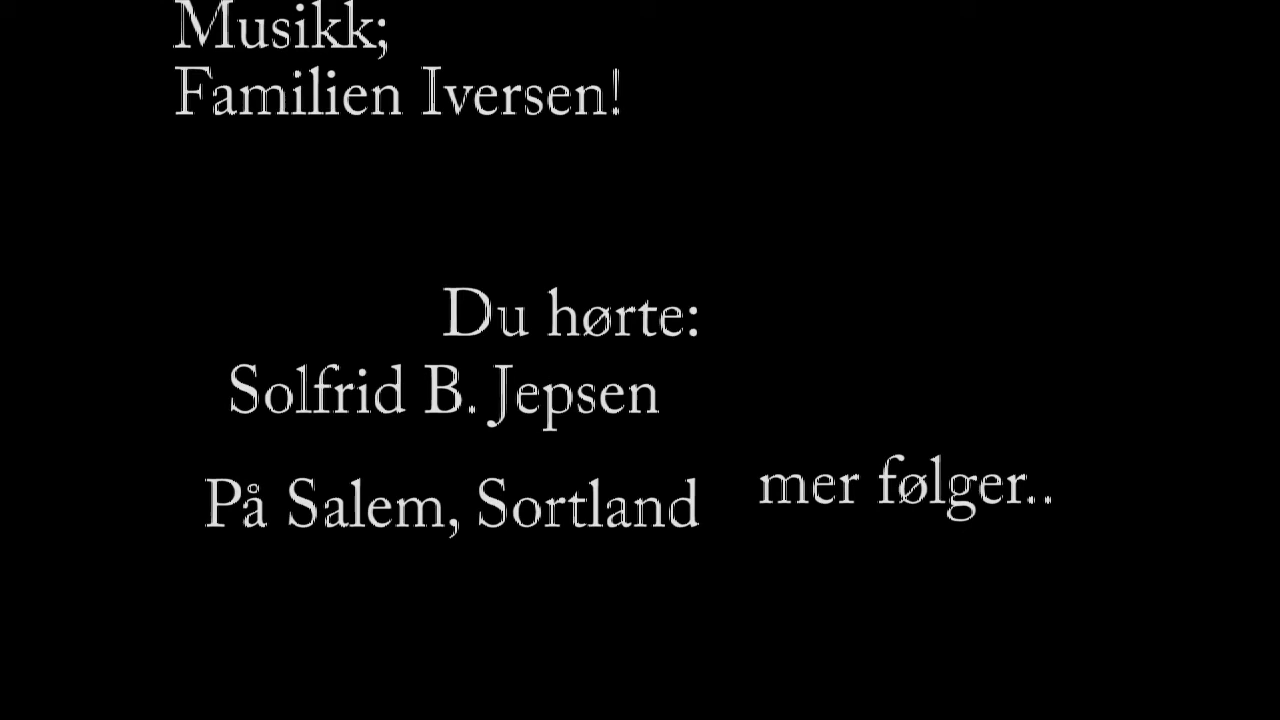 Musikk;
Familien Iversen!
Du hørte:
Solfrid B. Jepsen
På Salem, Sortland
mer følger..